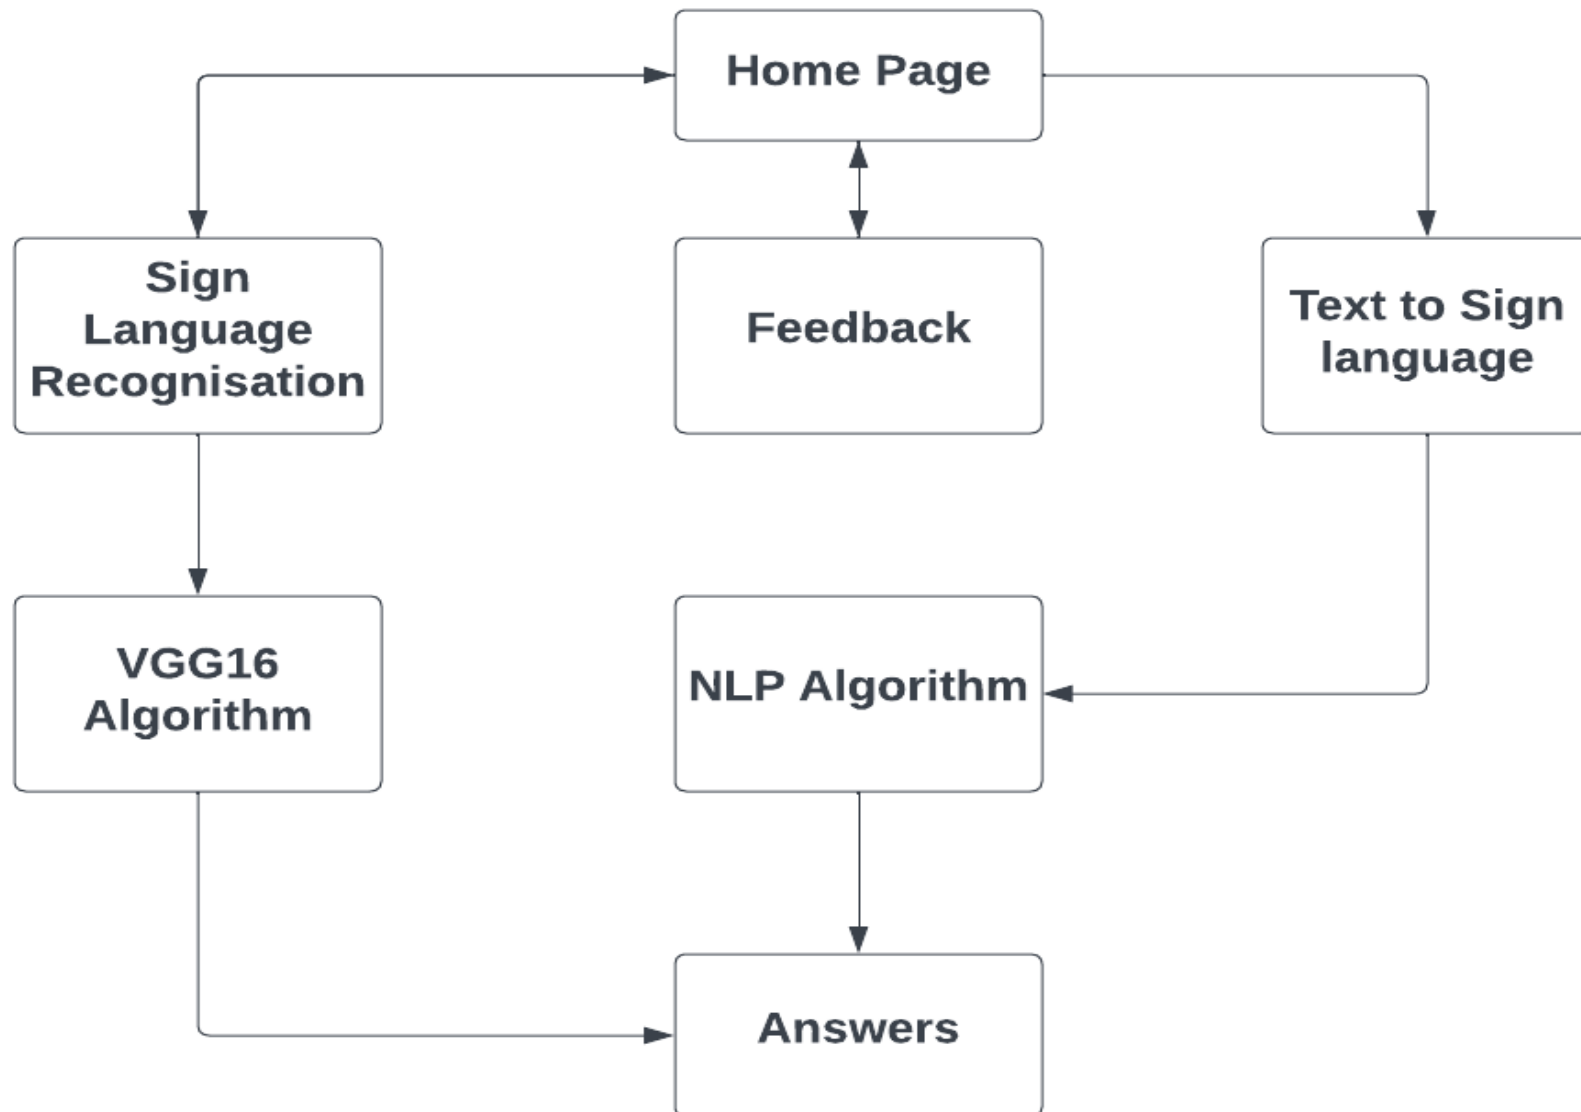 Home Page
Sign
Language
Recognisation
Feedback
Text to Sign
language
VGG16
Algorithm
NLP Algorithm
Answers